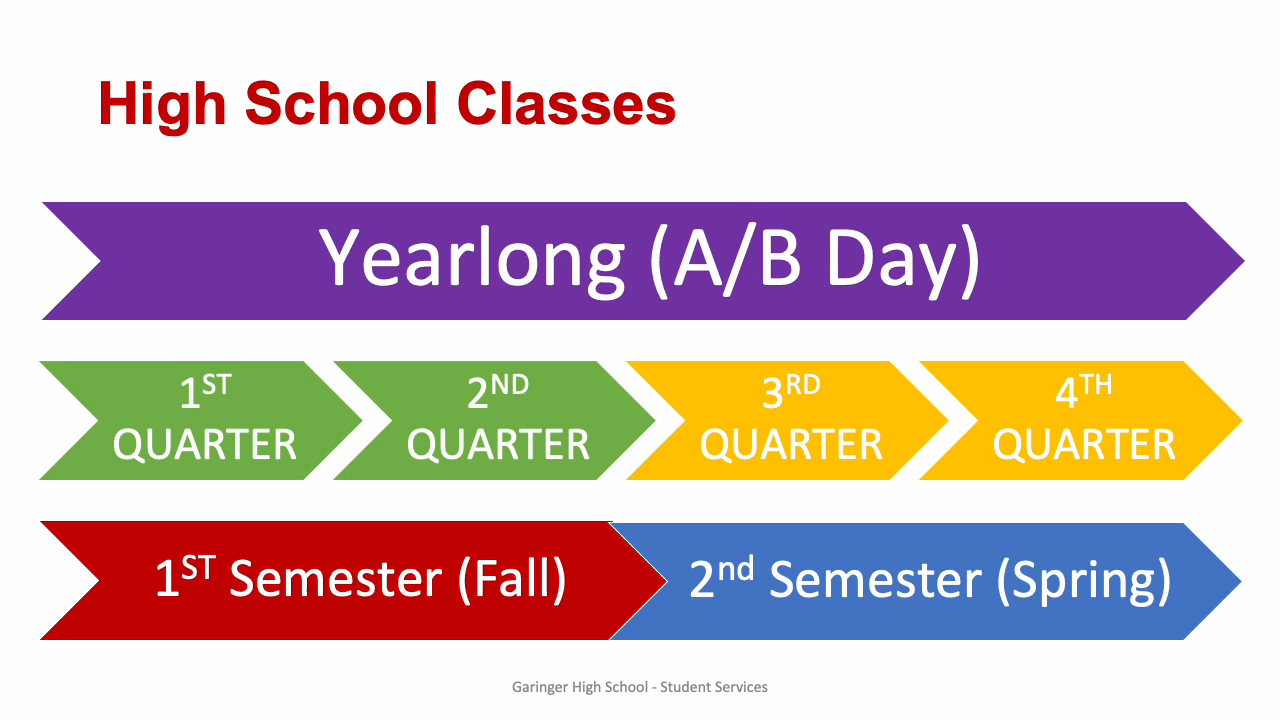 High School Classes
Yearlong (A/B Day)
1ST
QUARTER
2ND
QUARTER
3RD
QUARTER
4TH
QUARTER
1ST Semester (Fall)
2nd Semester (Spring)
Garinger High School - Student Services